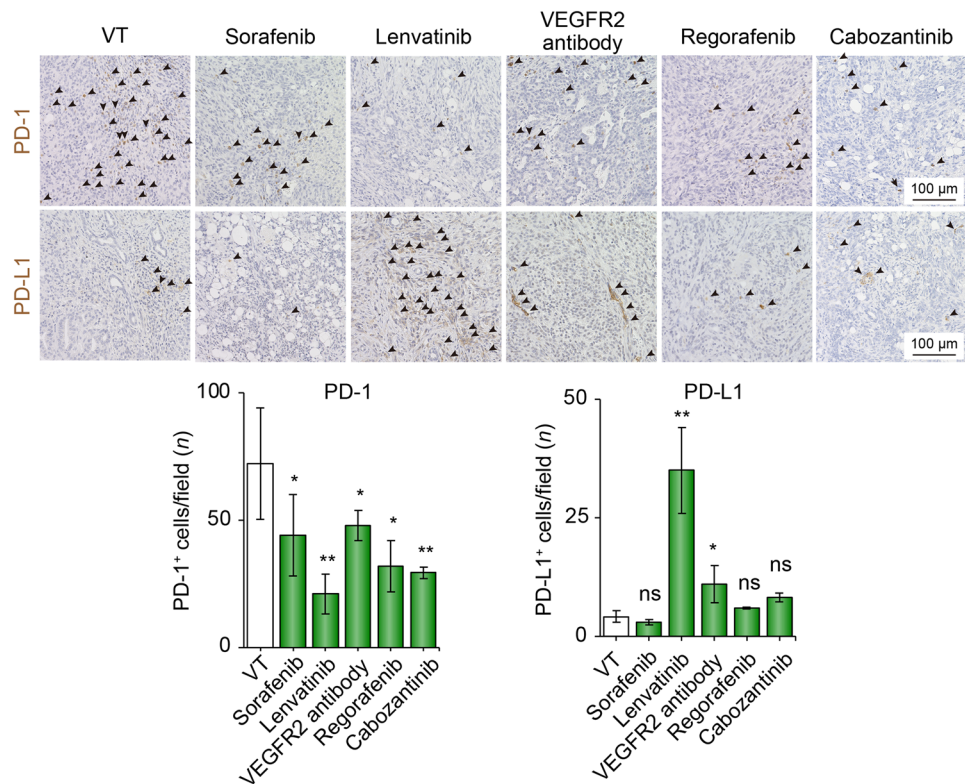 VT
Sorafenib
Lenvatinib
VEGFR2
antibody
Regorafenib
Cabozantinib
PD-1
100 µm
PD-L1
100 µm
PD-1
100
50
0
PD-1⁺ cells/field (n)
*
**
*
*
**
VT
Sorafenib
Lenvatinib
VEGFR2 antibody
Regorafenib
Cabozantinib
PD-L1
50
25
0
PD-L1⁺ cells/field (n)
ns
**
*
ns
ns
VT
Sorafenib
Lenvatinib
VEGFR2 antibody
Regorafenib
Cabozantinib